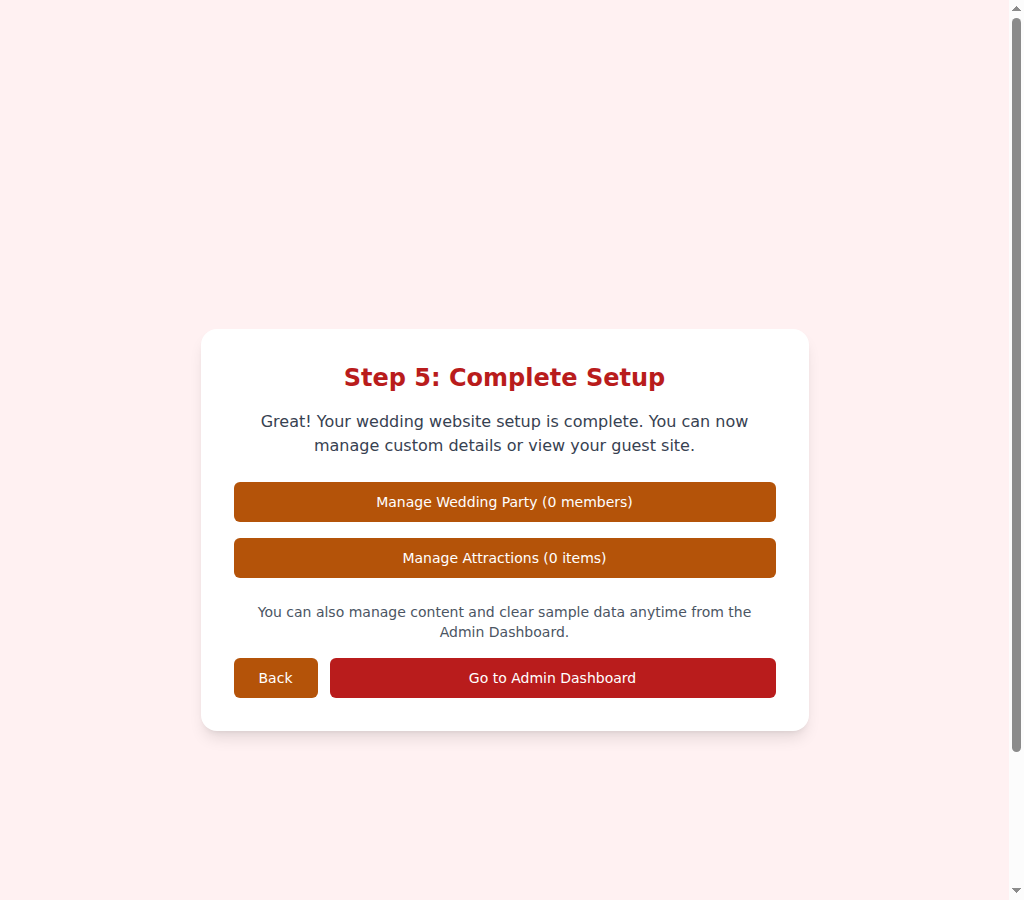 Step 5: Complete Setup
Great! Your wedding website setup is complete. You can now
manage custom details or view your guest site.
Manage Wedding Party (0 members)
Manage Attractions (0 items)
You can also manage content and clear sample data anytime from the
Admin Dashboard.
Back
Go to Admin Dashboard